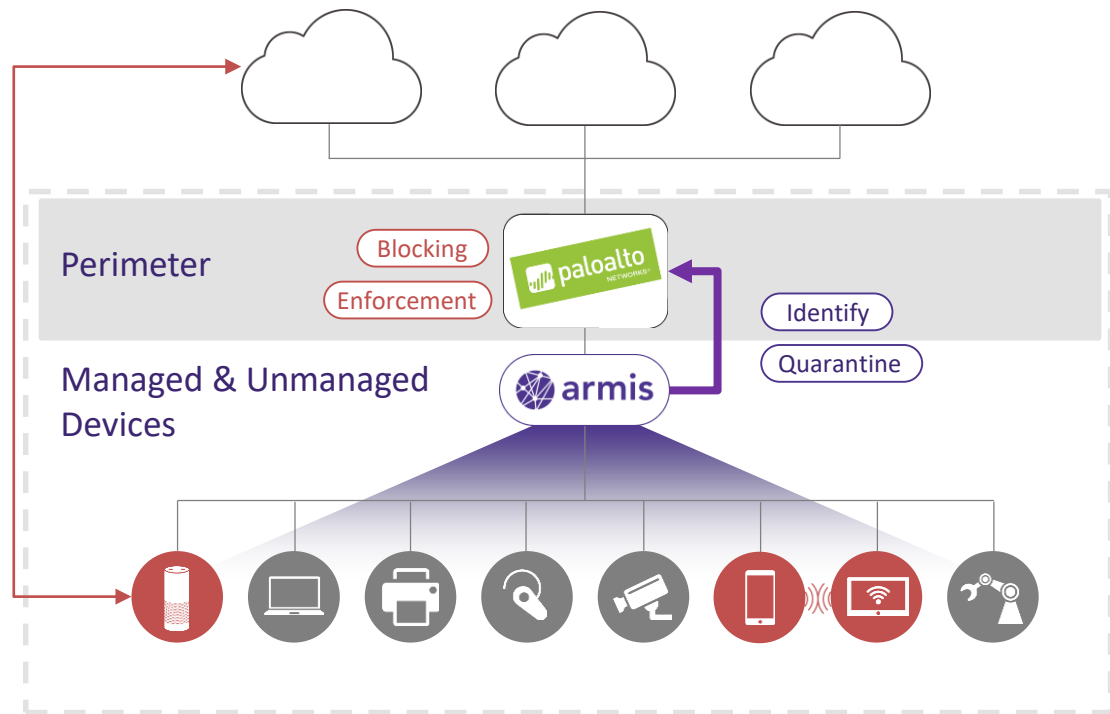 Perimeter
Blocking
Enforcement
paloalto
NETWORKS®
Identify
Quarantine
Managed & Unmanaged
Devices
armis